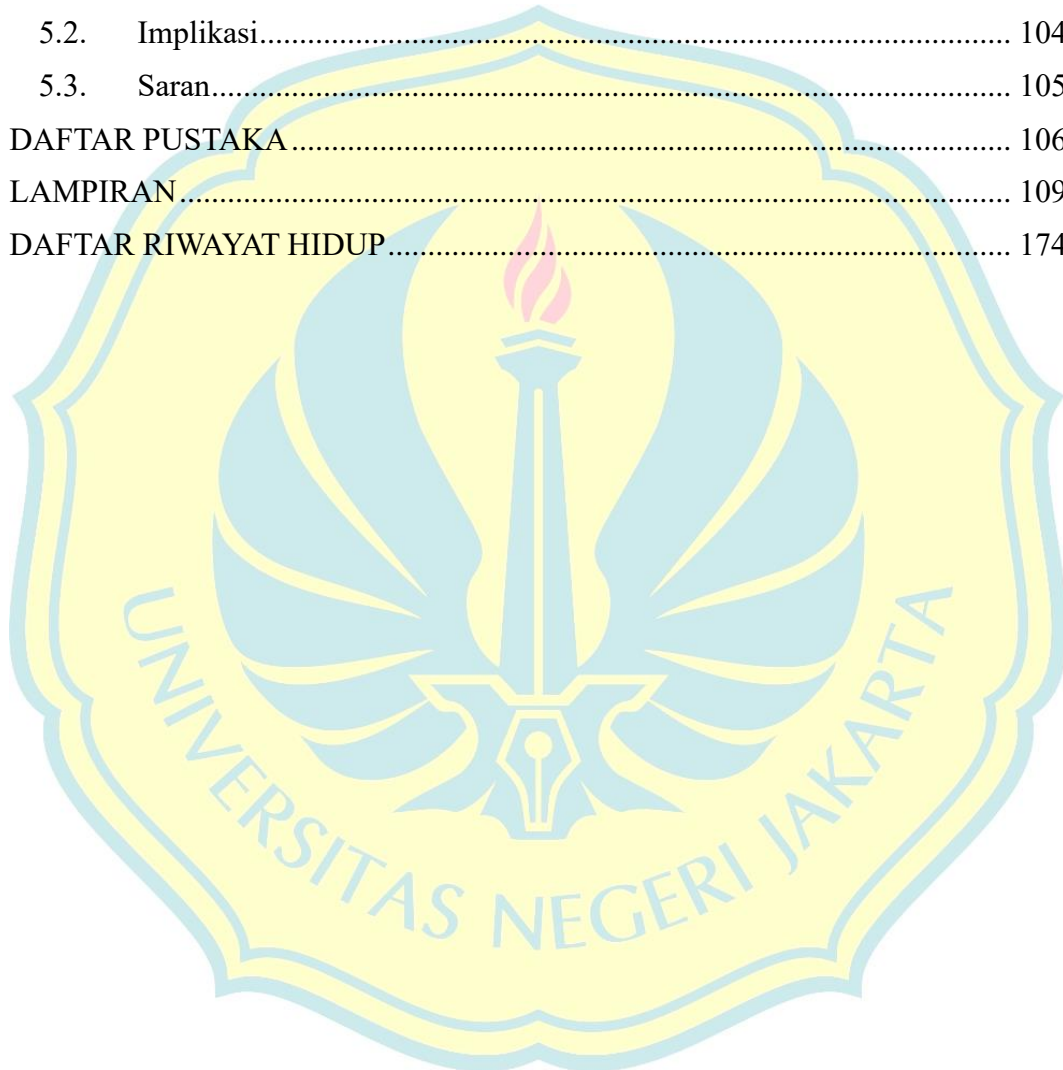 5.2. Implikasi.......................................................................................... 104
5.3. Saran................................................................................................ 105
DAFTAR PUSTAKA...................................................................................... 106
LAMPIRAN.................................................................................................... 109
DAFTAR RIWAYAT HIDUP......................................................................... 174
UNIVERSITAS NEGERI JAKARTA